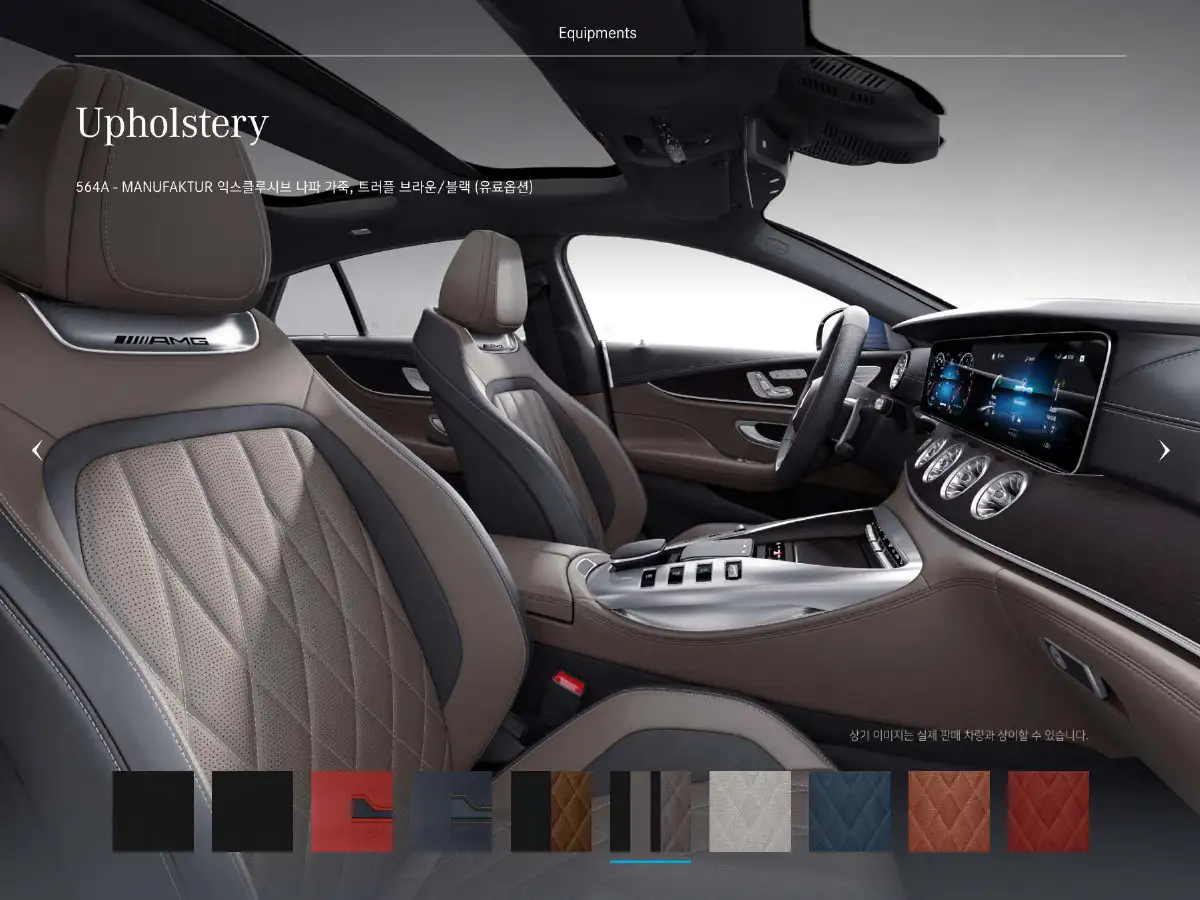 Equipments
Upholstery
564A - MANUFAKTUR 익스클루시브 나파 가죽, 트러플 브라운/블랙 (유료옵션)
AMG
AMG
상기 이미지는 실제 판매 차량과 상이할 수 있습니다.